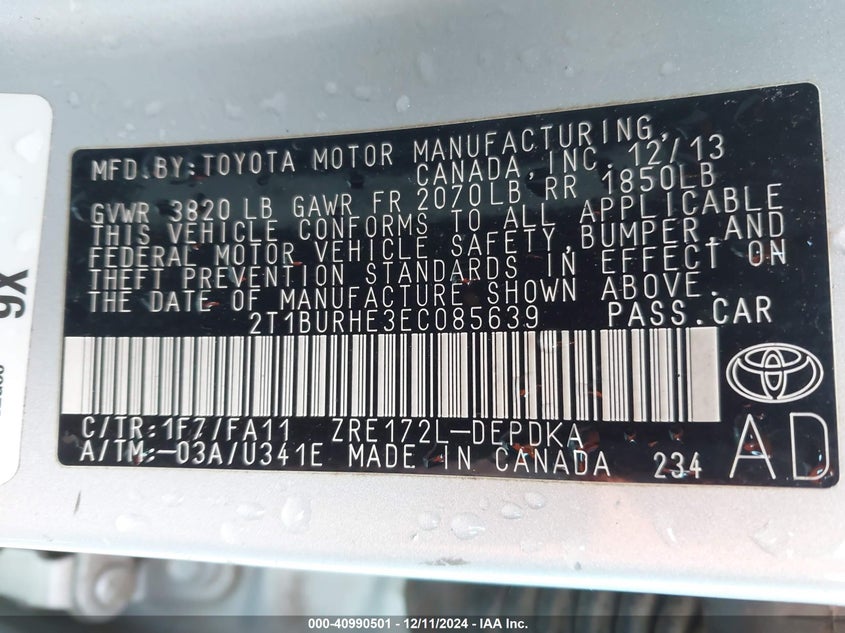 MFD.BY:TOYOTA MOTOR MANUFACTURING,
CANADA,INC. 12/13
GVWR 3820 LB GAWR FR 2070LB RR 1850LB
THIS VEHICLE CONFORMS TO ALL APPLICABLE
FEDERAL MOTOR VEHICLE SAFETY,BUMPER,AND
THEFT PREVENTION STANDARDS IN EFFECT ON
THE DATE OF MANUFACTURE SHOWN ABOVE.
2T1BURHE3EC085639 PASS.CAR
C/TR:1F7/FA11 ZRE172L-DEPDKA
A/TM:-03A/U341E MADE IN CANADA 234 AD
000-40990501 - 12/11/2024 - IAA Inc.